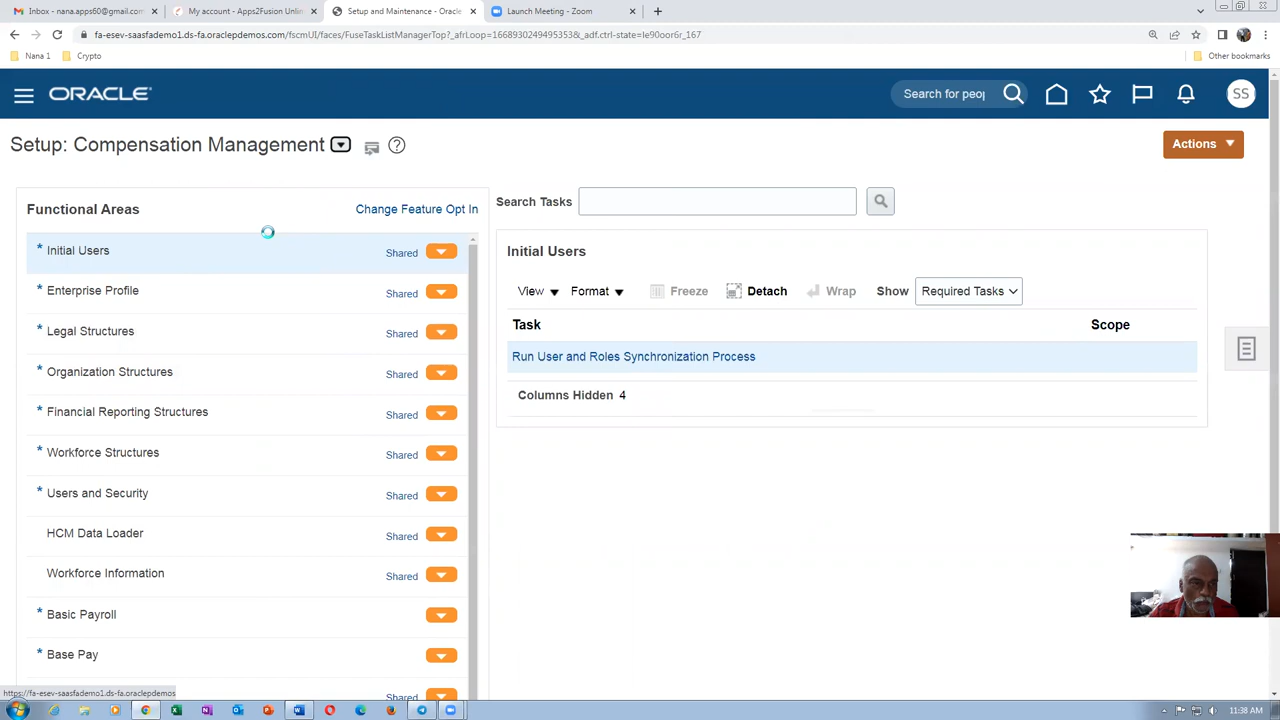 Inbox - nana.apps60@gmail.com
My account - Apps2Fusion Unlin
Setup and Maintenance - Oracle
Launch Meeting - Zoom
fa-esev-saasfademo1.ds-fa.oraclepdemos.com/fscmUI/faces/FuseTaskListManagerTop?_afrLoop=1668930249495353&_adf.ctrl-state=le90oor6r_167
Nana 1
Crypto
Other bookmarks
ORACLE
Search for peop
SS
Setup: Compensation Management
Actions
Functional Areas
Change Feature Opt In
* Initial Users Shared
* Enterprise Profile Shared
* Legal Structures Shared
* Organization Structures Shared
* Financial Reporting Structures Shared
* Workforce Structures Shared
* Users and Security Shared
HCM Data Loader Shared
Workforce Information Shared
* Basic Payroll
* Base Pay
Shared
Search Tasks
Initial Users
View Format Freeze Detach Wrap Show Required Tasks
Task Scope
Run User and Roles Synchronization Process
Columns Hidden 4
https://fa-esev-saasfademo1.ds-fa.oraclepdemos
11:38 AM